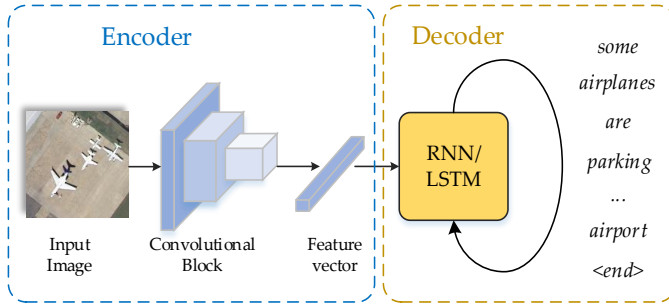 Encoder
Decoder
Input
Image
Convolutional
Block
Feature
vector
RNN/
LSTM
some
airplanes
are
parking
...
airport
<end>